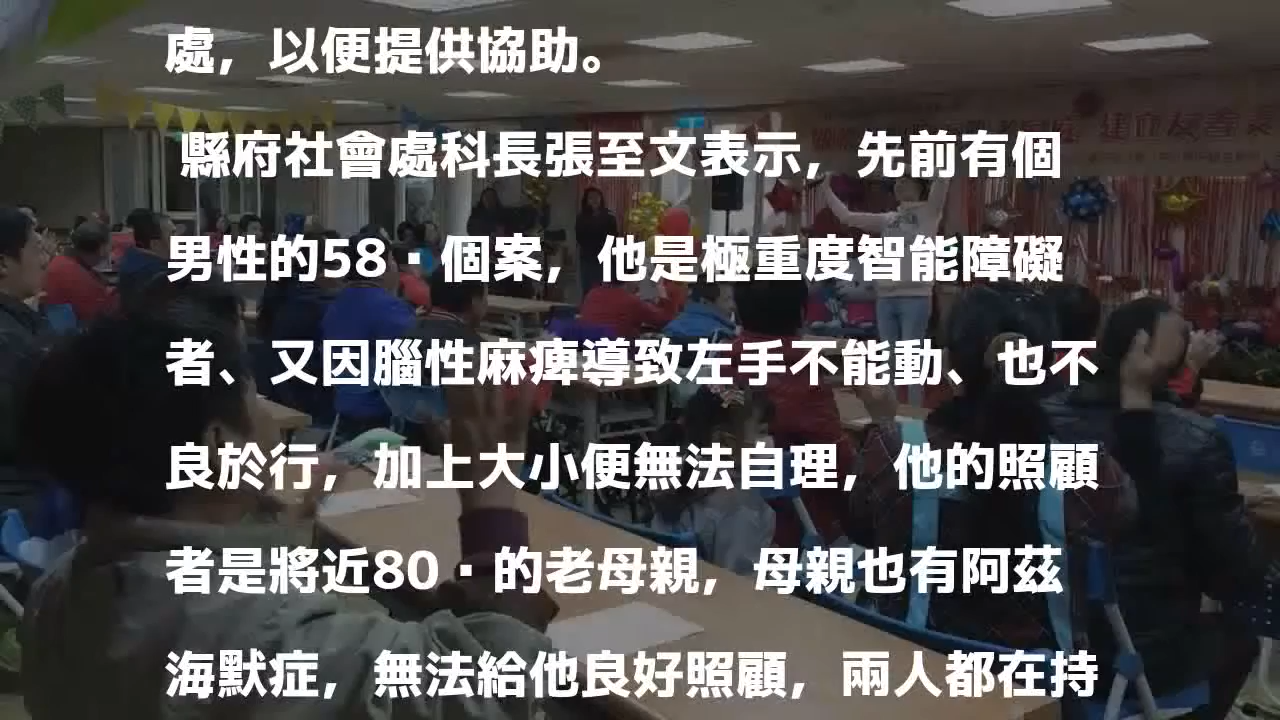 處，以便提供協助。
縣府社會處科長張至文表示，先前有個
男性的58▪個案，他是極重度智能障礙
者、又因腦性麻痺導致左手不能動、也不
良於行，加上大小便無法自理，他的照顧
者是將近80▪的老母親，母親也有阿茲
海默症，無法給他良好照顧，兩人都在持